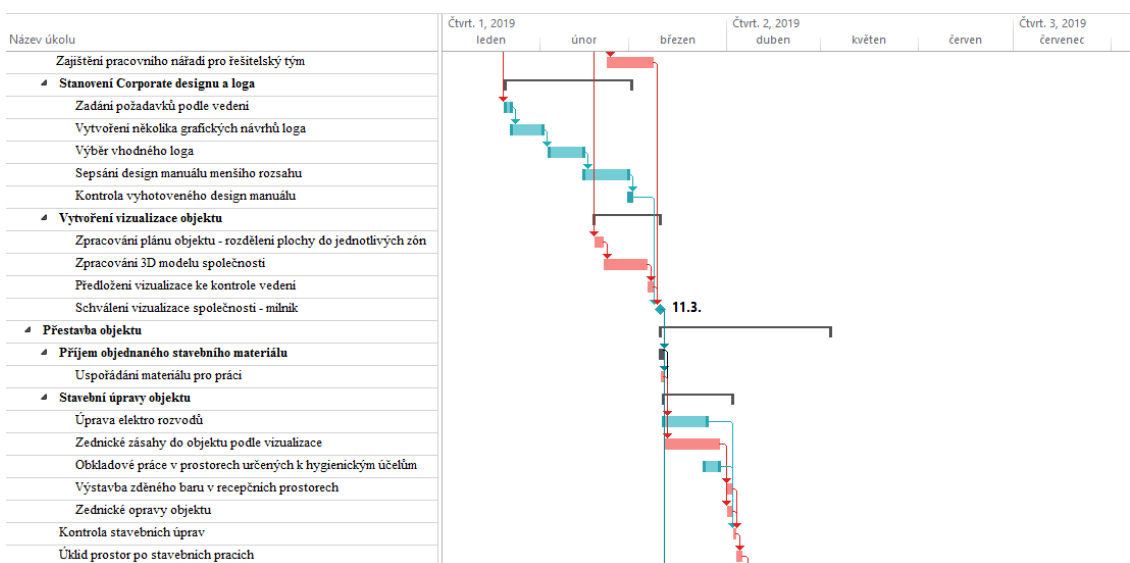 Čtvrt. 1, 2019 Čtvrt. 2, 2019 Čtvrt. 3, 2019
Název úkolu leden únor březen duben květen červen červenec
Zajištění pracovního nářadí pro řešitelský tým
Stanovení Corporate designu a loga
Zadání požadavků podle vedení
Vytvoření několika grafických návrhů loga
Výběr vhodného loga
Sepsání design manuálu menšího rozsahu
Kontrola vyhotoveného design manuálu
Vytvoření vizualizace objektu
Zpracování plánu objektu - rozdělení plochy do jednotlivých zón
Zpracování 3D modelu společnosti
Předložení vizualizace ke kontrole vedení
Schválení vizualizace společnosti - milník 11.3.
Přestavba objektu
Příjem objednaného stavebního materiálu
Uspořádání materiálu pro práci
Stavební úpravy objektu
Úprava elektro rozvodů
Zednické zásahy do objektu podle vizualizace
Obkladové práce v prostorech určených k hygienickým účelům
Výstavba zděného baru v recepčních prostorech
Zednické opravy objektu
Kontrola stavebních úprav
Úklid prostor po stavebních pracích